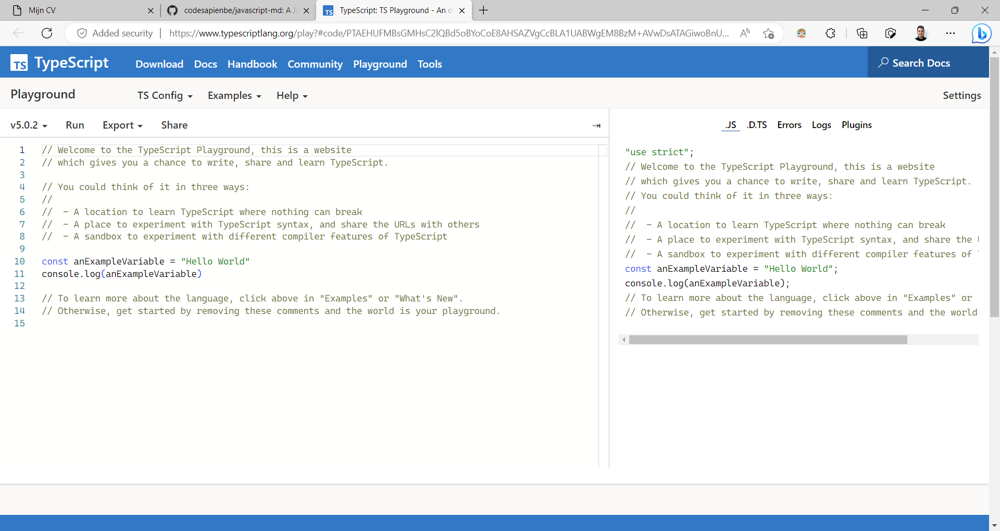 Mijn CV
codesapienbe/javascript-md: A Ja
TypeScript: TS Playground - An o
Added security
https://www.typescriptlang.org/play?#code/PTAEHUFMBsGMHsC2lQBd5oBYoCoE8AHSAZVgCcBLA1UABWgEM8BzM+AVwDsATAGiwoBnU...
TS TypeScript
Download Docs Handbook Community Playground Tools
Search Docs
Playground
TS Config Examples Help
Settings
v5.0.2 Run Export Share
1 // Welcome to the TypeScript Playground, this is a website
2 // which gives you a chance to write, share and learn TypeScript.
3
4 // You could think of it in three ways:
5 //
6 //  - A location to learn TypeScript where nothing can break
7 //  - A place to experiment with TypeScript syntax, and share the URLs with others
8 //  - A sandbox to experiment with different compiler features of TypeScript
9
10 const anExampleVariable = "Hello World"
11 console.log(anExampleVariable)
12
13 // To learn more about the language, click above in "Examples" or "What's New".
14 // Otherwise, get started by removing these comments and the world is your playground.
15
.JS .D.TS Errors Logs Plugins
"use strict";
// Welcome to the TypeScript Playground, this is a website
// which gives you a chance to write, share and learn TypeScript.
// You could think of it in three ways:
//
//  - A location to learn TypeScript where nothing can break
//  - A place to experiment with TypeScript syntax, and share the
//  - A sandbox to experiment with different compiler features of
const anExampleVariable = "Hello World";
console.log(anExampleVariable);
// To learn more about the language, click above in "Examples" or
// Otherwise, get started by removing these comments and the world